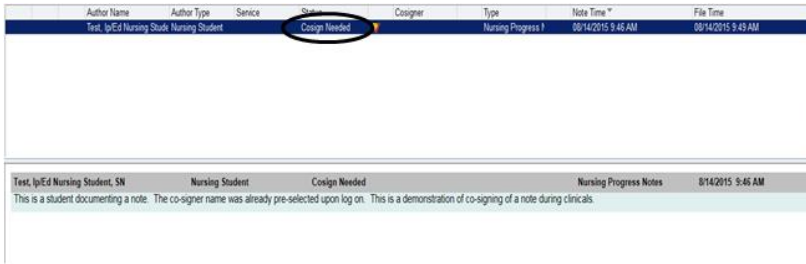 Author Name Author Type Service Status Cosigner Type Note Time File Time
Test, Ip/Ed Nursing Stude Nursing Student Cosign Needed Nursing Progress N 08/14/2015 9:46 AM 08/14/2015 9:49 AM
Test, Ip/Ed Nursing Student, SN Nursing Student Cosign Needed Nursing Progress Notes 8/14/2015 9:46 AM
This is a student documenting a note. The co-signer name was already pre-selected upon log on. This is a demonstration of co-signing of a note during clinicals.